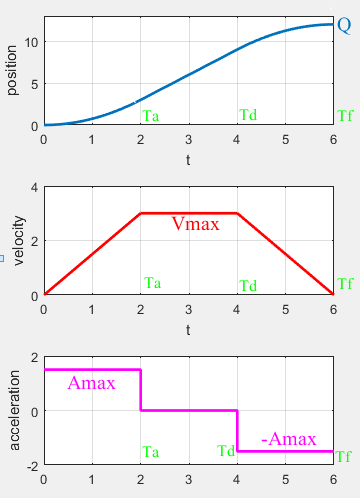 position
10
5
0
Q
Ta
Td
Tf
0 1 2 3 4 5 6
t
velocity
4
2
0
Vmax
Ta
Td
Tf
0 1 2 3 4 5 6
t
acceleration
2
0
-2
Amax
-Amax
Ta
Td
Tf
0 1 2 3 4 5 6